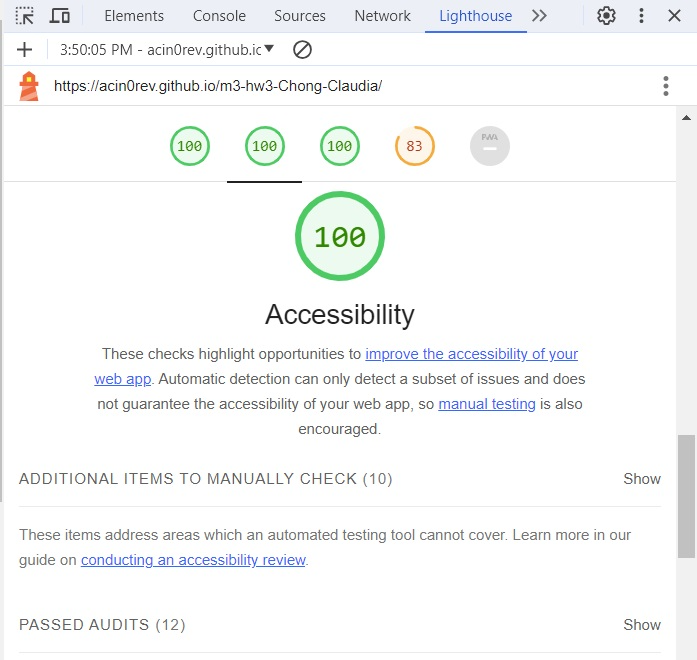 Elements Console Sources Network Lighthouse
3:50:05 PM - acin0rev.github.ic
https://acin0rev.github.io/m3-hw3-Chong-Claudia/
100 100 100 83 PWA
100
Accessibility
These checks highlight opportunities to improve the accessibility of your
web app. Automatic detection can only detect a subset of issues and does
not guarantee the accessibility of your web app, so manual testing is also
encouraged.
ADDITIONAL ITEMS TO MANUALLY CHECK (10) Show
These items address areas which an automated testing tool cannot cover. Learn more in our
guide on conducting an accessibility review.
PASSED AUDITS (12) Show